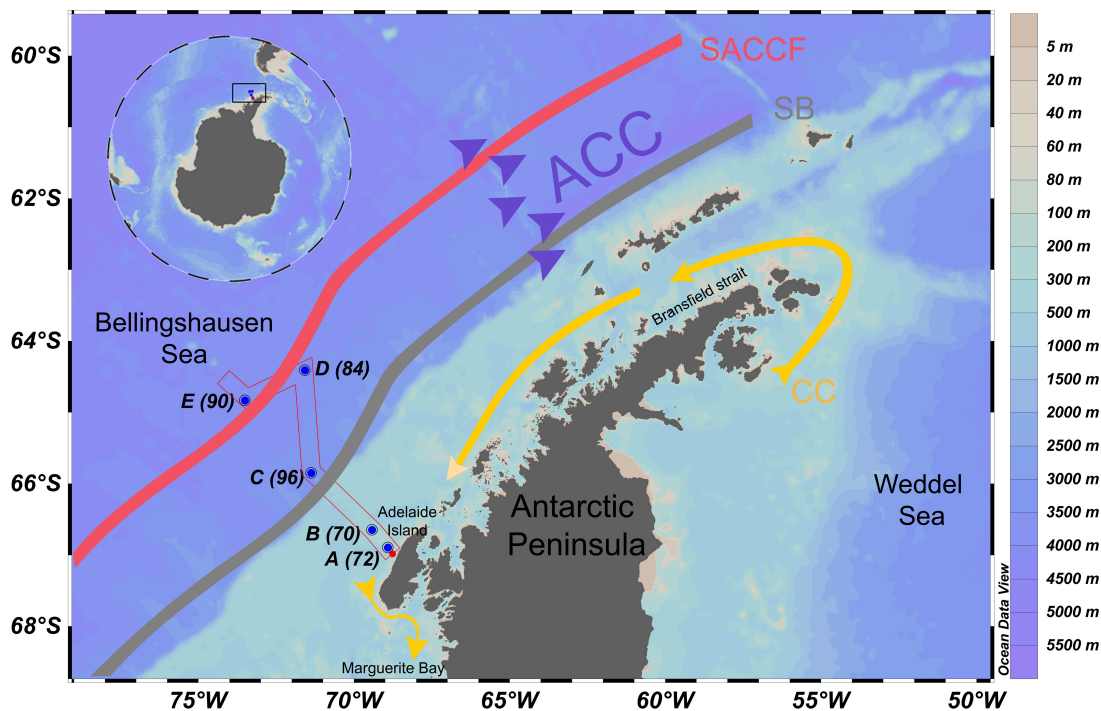 60°S
62°S
64°S
66°S
68°S
75°W
70°W
65°W
60°W
55°W
50°W
SACCF
SB
ACC
Bellingshausen
Sea
Bransfield strait
CC
D (84)
E (90)
C (96)
B (70)
A (72)
Adelaide
Island
Antarctic
Peninsula
Weddel
Sea
Marguerite Bay
Ocean Data View
5 m
20 m
40 m
60 m
80 m
100 m
200 m
300 m
500 m
1000 m
1500 m
2000 m
2500 m
3000 m
3500 m
4000 m
4500 m
5000 m
5500 m